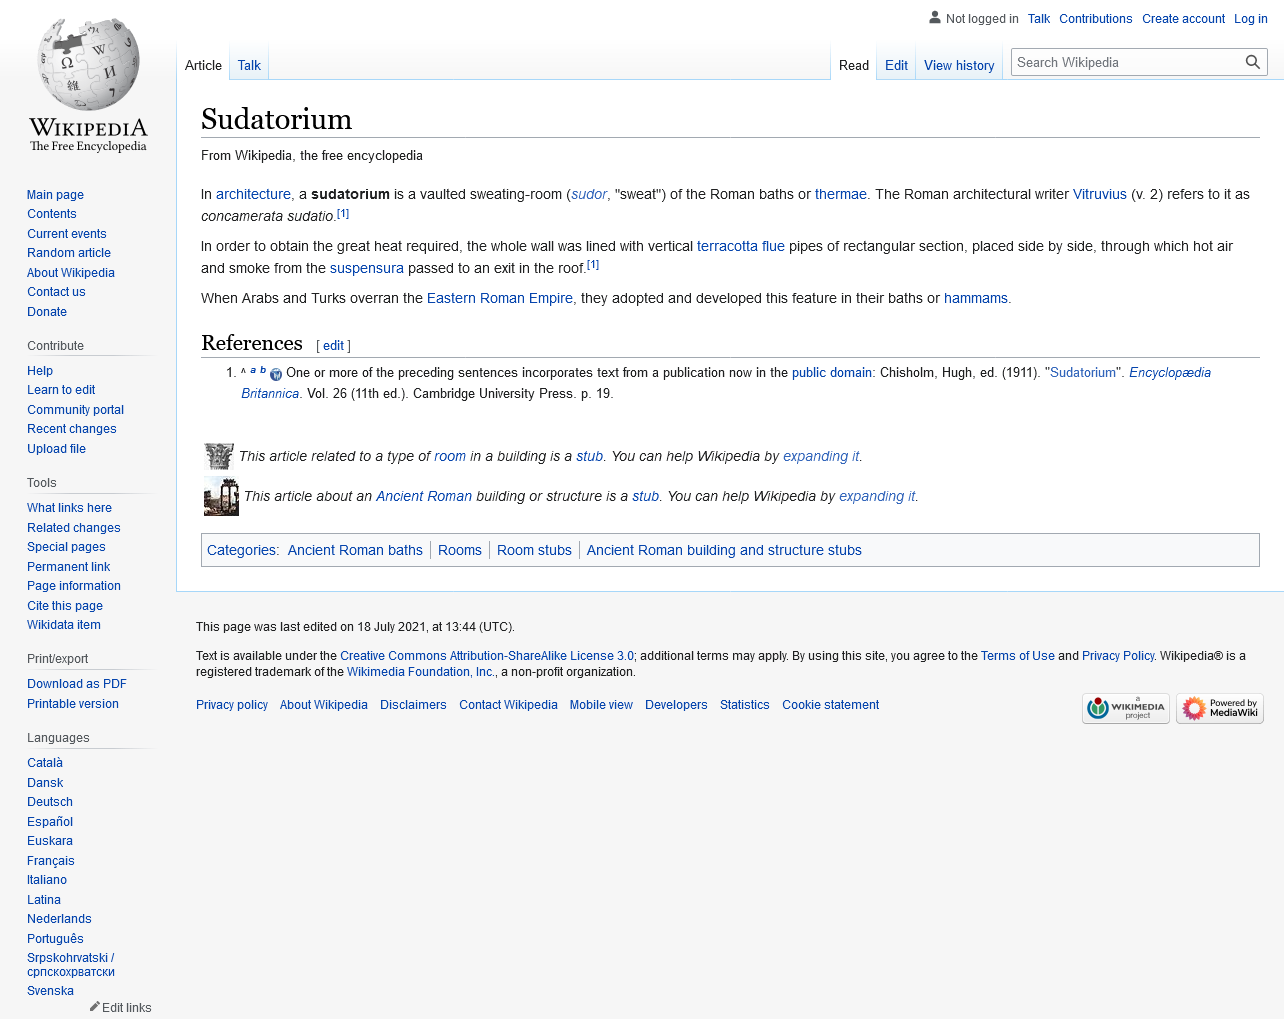 Not logged in Talk Contributions Create account Log in
Article Talk Read Edit View history Search Wikipedia
WIKIPEDIA
The Free Encyclopedia
Main page
Contents
Current events
Random article
About Wikipedia
Contact us
Donate
Contribute
Help
Learn to edit
Community portal
Recent changes
Upload file
Tools
What links here
Related changes
Special pages
Permanent link
Page information
Cite this page
Wikidata item
Print/export
Download as PDF
Printable version
Languages
Català
Dansk
Deutsch
Español
Euskara
Français
Italiano
Latina
Nederlands
Português
Srpskohrvatski /
српскохрватски
Svenska
Edit links
Sudatorium
From Wikipedia, the free encyclopedia
In architecture, a sudatorium is a vaulted sweating-room (sudor, "sweat") of the Roman baths or thermae. The Roman architectural writer Vitruvius (v. 2) refers to it as
concamerata sudatio.[1]
In order to obtain the great heat required, the whole wall was lined with vertical terracotta flue pipes of rectangular section, placed side by side, through which hot air
and smoke from the suspensura passed to an exit in the roof.[1]
When Arabs and Turks overran the Eastern Roman Empire, they adopted and developed this feature in their baths or hammams.
References [ edit ]
1. ^ a b One or more of the preceding sentences incorporates text from a publication now in the public domain: Chisholm, Hugh, ed. (1911). "Sudatorium". Encyclopædia
Britannica. Vol. 26 (11th ed.). Cambridge University Press. p. 19.
This article related to a type of room in a building is a stub. You can help Wikipedia by expanding it.
This article about an Ancient Roman building or structure is a stub. You can help Wikipedia by expanding it.
Categories: Ancient Roman baths Rooms Room stubs Ancient Roman building and structure stubs
This page was last edited on 18 July 2021, at 13:44 (UTC).
Text is available under the Creative Commons Attribution-ShareAlike License 3.0; additional terms may apply. By using this site, you agree to the Terms of Use and Privacy Policy. Wikipedia® is a
registered trademark of the Wikimedia Foundation, Inc., a non-profit organization.
Privacy policy About Wikipedia Disclaimers Contact Wikipedia Mobile view Developers Statistics Cookie statement
a
WIKIMEDIA
project
Powered by
MediaWiki